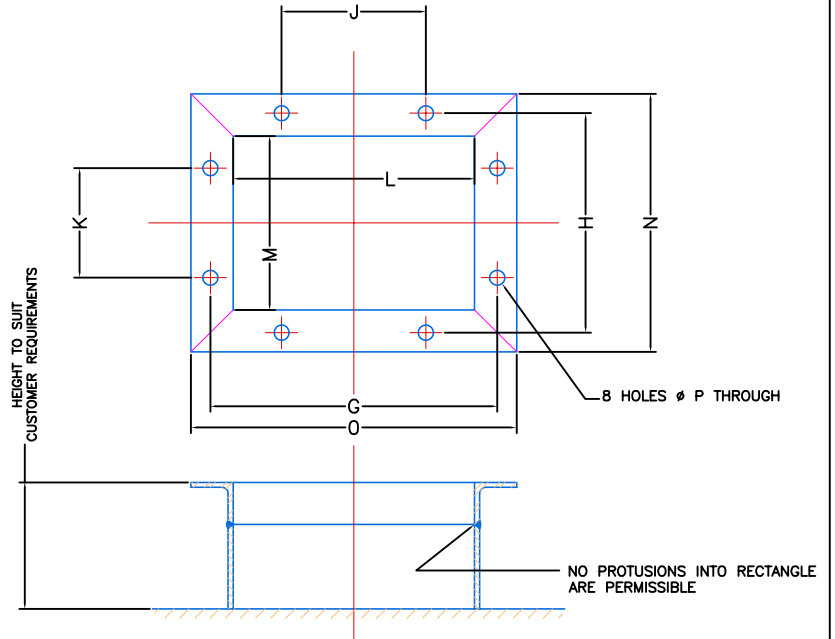 J
L
K
M
H
N
G
O
8 HOLES ø P THROUGH
HEIGHT TO SUIT
CUSTOMER REQUIREMENTS
NO PROTUSIONS INTO RECTANGLE
ARE PERMISSIBLE